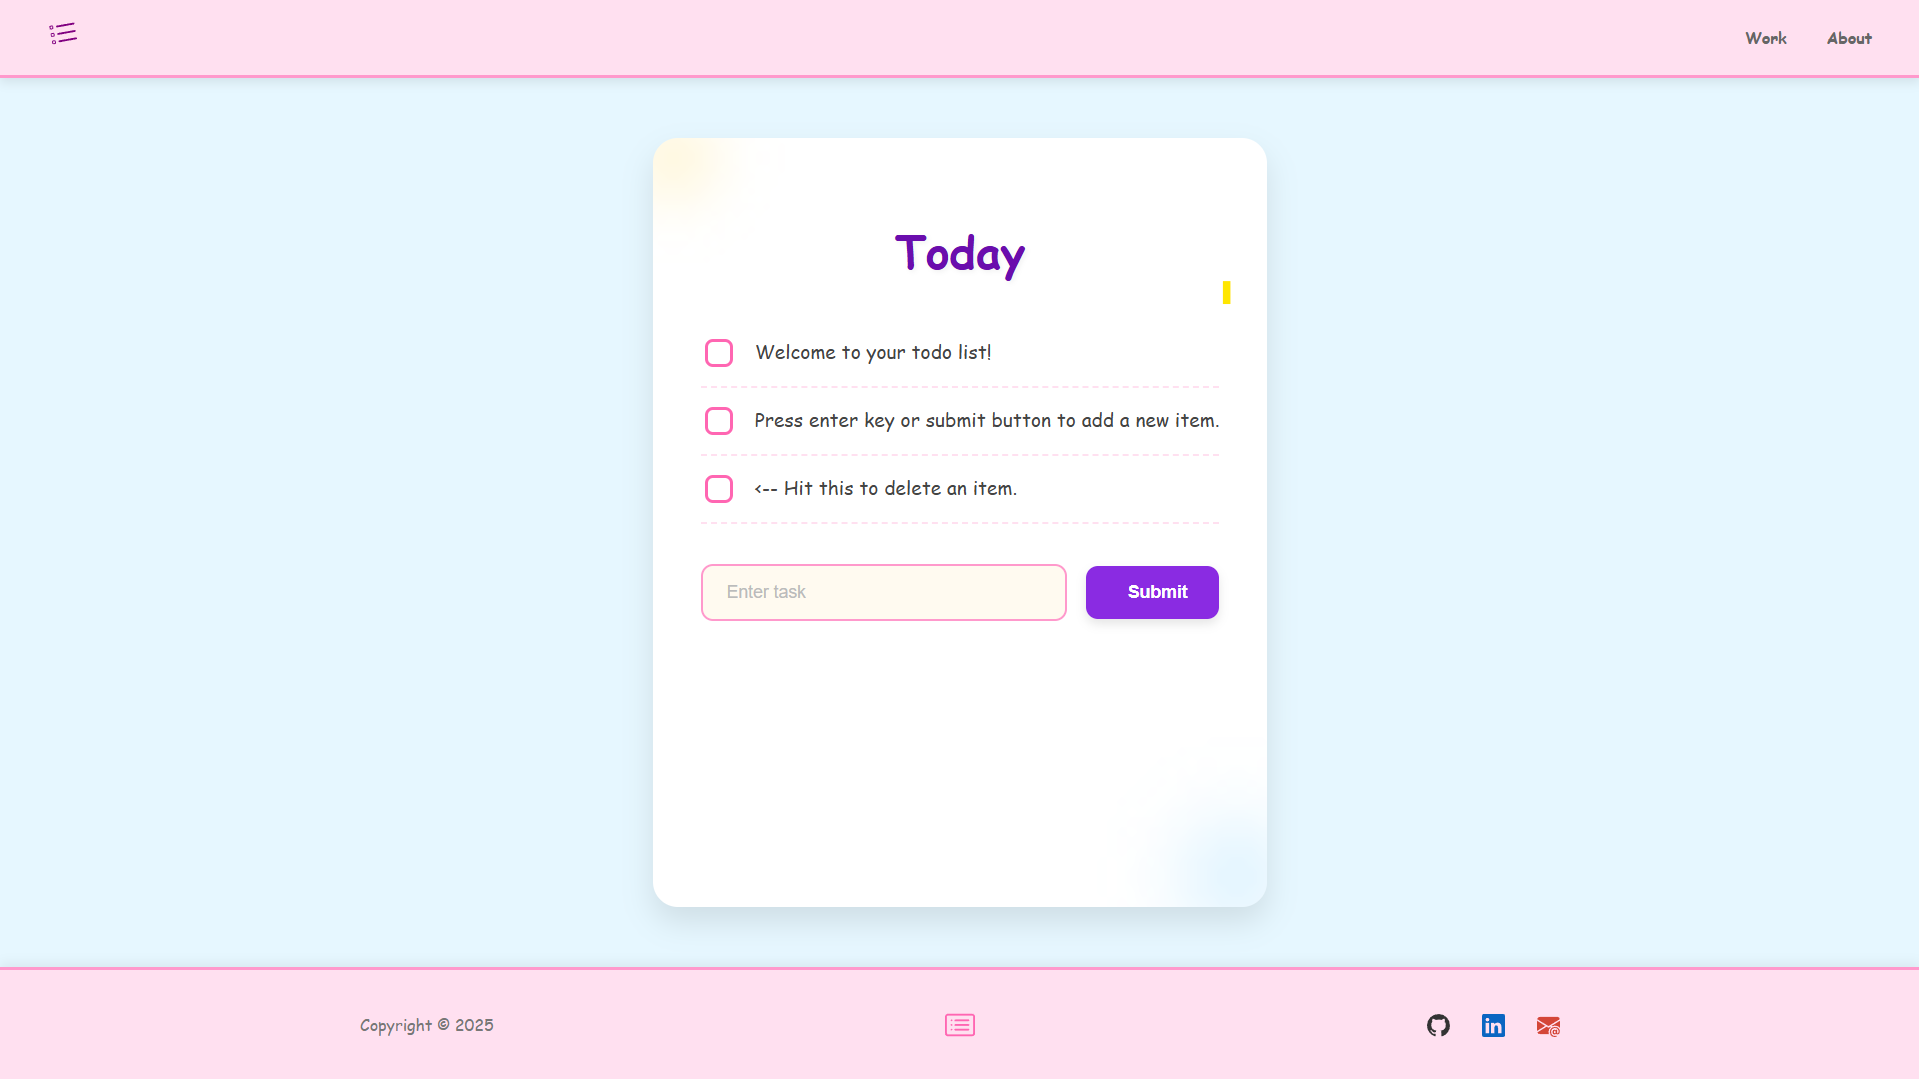 Work
About
Today
Welcome to your todo list!
Press enter key or submit button to add a new item.
<-- Hit this to delete an item.
Enter task
Submit
Copyright © 2025
in
@